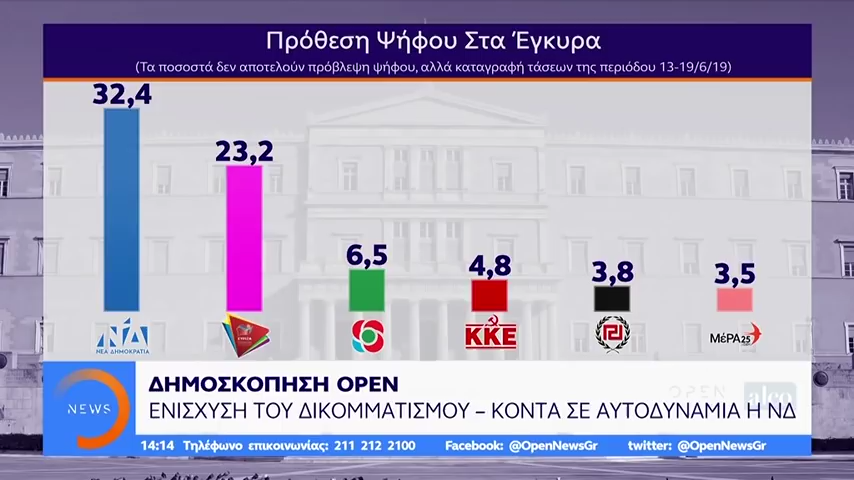 Πρόθεση Ψήφου Στα Έγκυρα
(Τα ποσοστά δεν αποτελούν πρόβλεψη ψήφου, αλλά καταγραφή τάσεων της περιόδου 13-19/6/19)
32,4
23,2
6,5
4,8
3,8
3,5
ΝΔ
ΝΕΑ ΔΗΜΟΚΡΑΤΙΑ
ΚΚΕ
ΜέΡΑ25
NEWS
ΔΗΜΟΣΚΟΠΗΣΗ OPEN
OPEN
alco
ΕΝΙΣΧΥΣΗ ΤΟΥ ΔΙΚΟΜΜΑΤΙΣΜΟΥ – ΚΟΝΤΑ ΣΕ ΑΥΤΟΔΥΝΑΜΙΑ Η ΝΔ
14:14 Τηλέφωνο επικοινωνίας: 211 212 2100 Facebook: @OpenNewsGr twitter: @OpenNewsGr